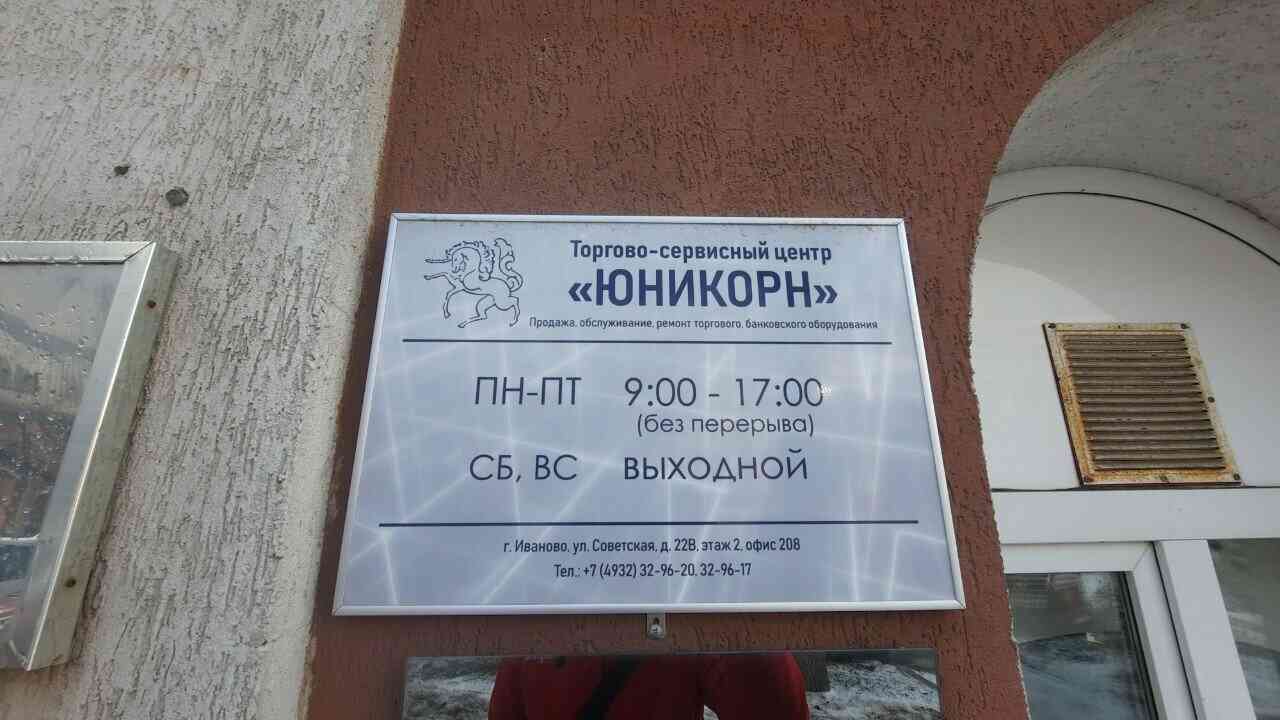 Торгово-сервисный центр
«ЮНИКОРН»
Продажа, обслуживание, ремонт торгового, банковского оборудования
ПН-ПТ 9:00 - 17:00
(без перерыва)
СБ, ВС ВЫХОДНОЙ
г. Иваново, ул. Советская, д. 22В, этаж 2, офис 208
Тел.: +7 (4932) 32-96-20, 32-96-17